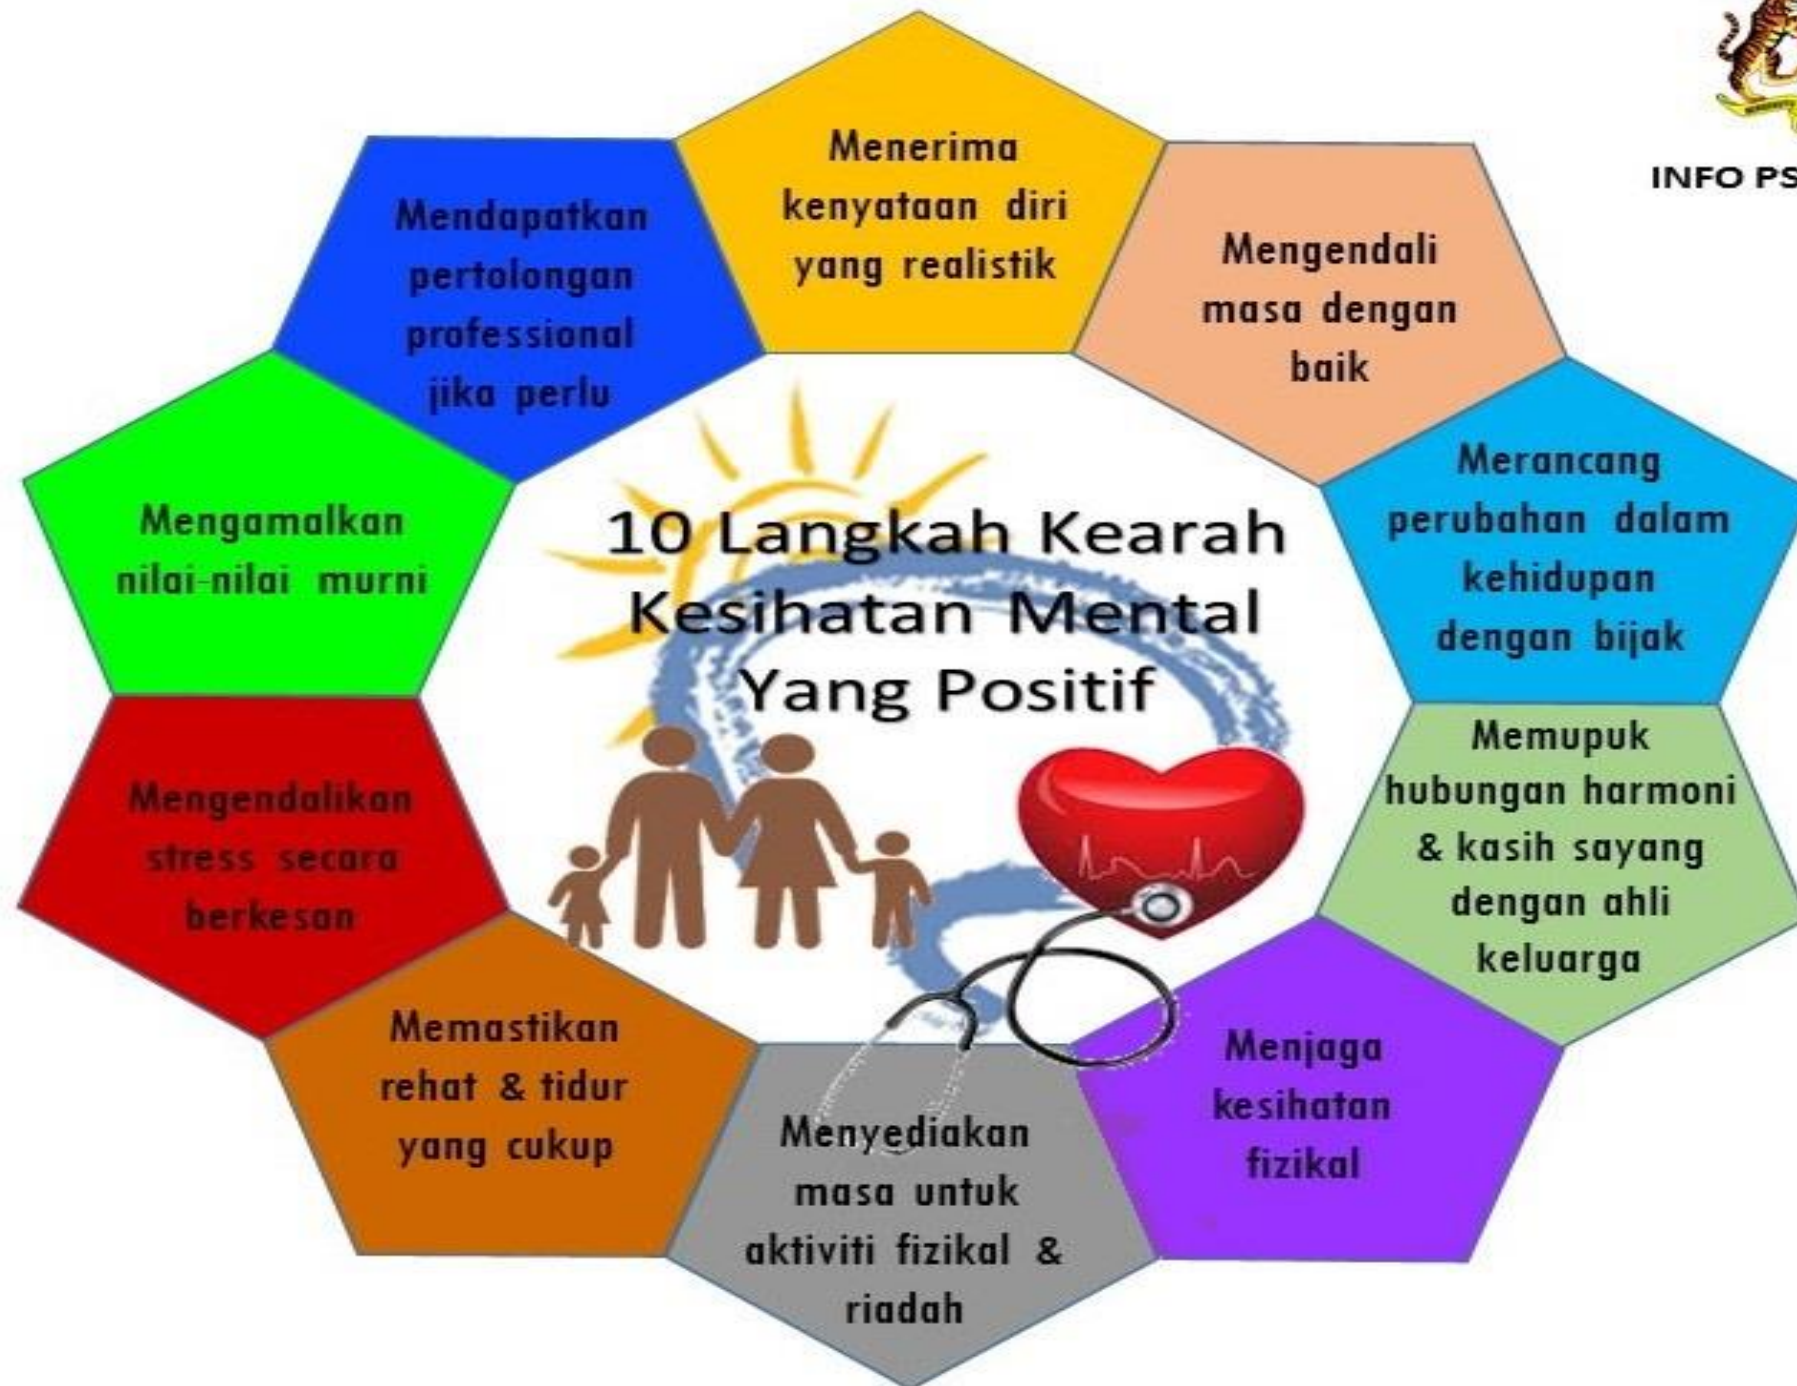 INFO
10 Langkah Kearah
Kesihatan Mental
Yang Positif
Menerima
kenyataan diri
yang realistik
Mengendali
masa dengan
baik
Merancang
perubahan dalam
kehidupan
dengan bijak
Memupuk
hubungan harmoni
& kasih sayang
dengan ahli
keluarga
Menjaga
kesihatan
fizikal
Menyediakan
masa untuk
aktiviti fizikal &
riadah
Memastikan
rehat & tidur
yang cukup
Mengendalikan
stress secara
berkesan
Mengamalkan
nilai-nilai murni
Mendapatkan
pertolongan
professional
jika perlu